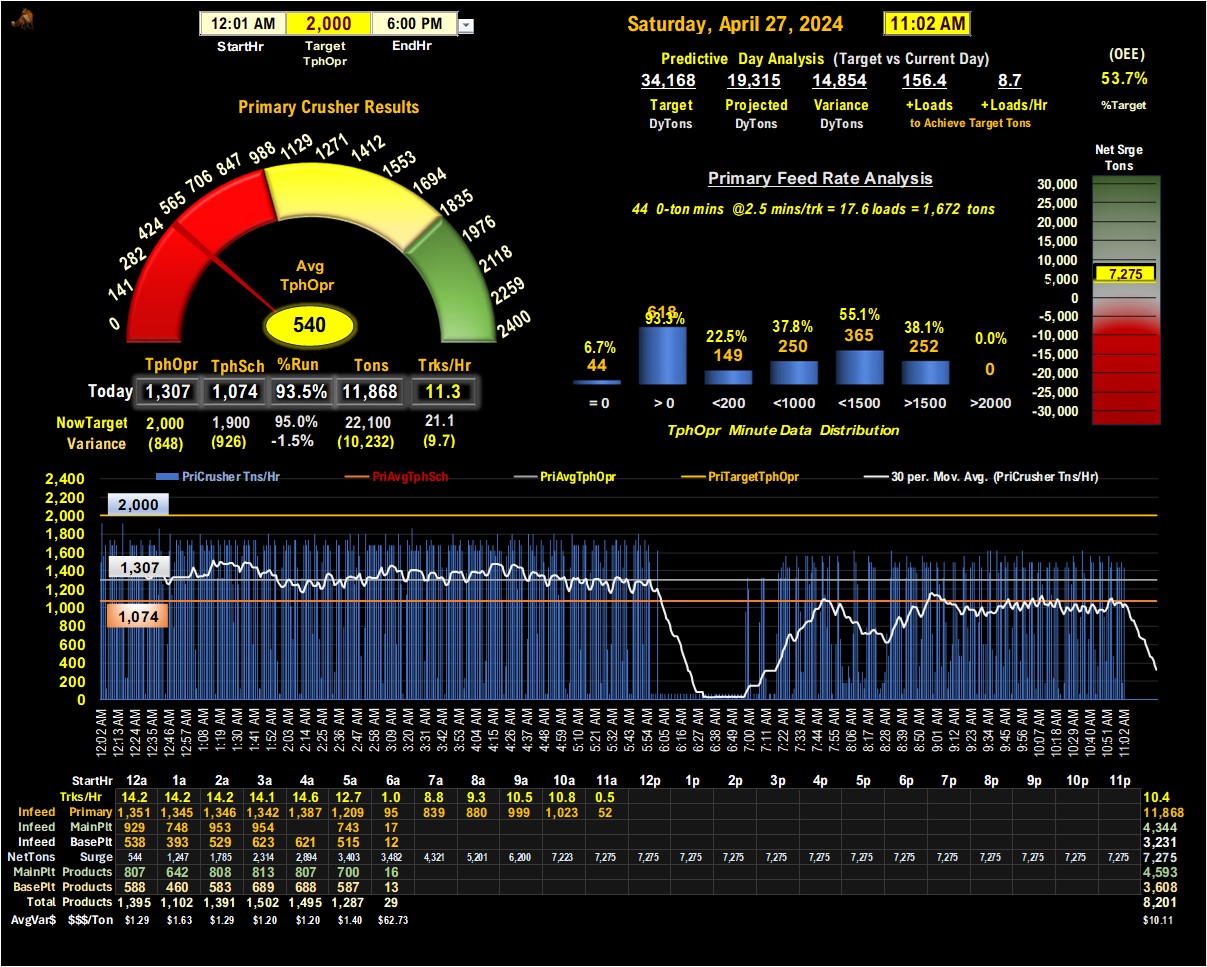 12:01 AM 2,000 6:00 PM
StartHr Target TphOpr EndHr
Saturday, April 27, 2024 11:02 AM
Predictive Day Analysis (Target vs Current Day)
34,168 19,315 14,854 156.4 8.7
Target Projected Variance +Loads +Loads/Hr
DyTons DyTons DyTons to Achieve Target Tons
(OEE)
53.7%
%Target
Primary Crusher Results
0 141 282 424 565 706 847 988 1129 1271 1412 1553 1694 1835 1976 2118 2259 2400
Avg
TphOpr
540
TphOpr TphSch %Run Tons Trks/Hr
Today 1,307 1,074 93.5% 11,868 11.3
NowTarget 2,000 1,900 95.0% 22,100 21.1
Variance (848) (926) -1.5% (10,232) (9.7)
Primary Feed Rate Analysis
44 0-ton mins @2.5 mins/trk = 17.6 loads = 1,672 tons
6.7% 93.3% 22.5% 37.8% 55.1% 38.1% 0.0%
44 618 149 250 365 252 0
= 0 > 0 <200 <1000 <1500 >1500 >2000
TphOpr Minute Data Distribution
Net Srge
Tons
30,000
25,000
20,000
15,000
10,000
5,000
0
-5,000
-10,000
-15,000
-20,000
-25,000
-30,000
7,275
PriCrusher Tns/Hr PriAvgTphSch PriAvgTphOpr PriTargetTphOpr 30 per. Mov. Avg. (PriCrusher Tns/Hr)
2,400
2,200
2,000
1,800
1,600
1,400
1,200
1,000
800
600
400
200
0
2,000
1,307
1,074
12:02 AM 12:13 AM 12:24 AM 12:35 AM 12:46 AM 12:57 AM 1:08 AM 1:19 AM 1:30 AM 1:41 AM 1:52 AM 2:03 AM 2:14 AM 2:25 AM 2:36 AM 2:47 AM 2:58 AM 3:09 AM 3:20 AM 3:31 AM 3:42 AM 3:53 AM 4:04 AM 4:15 AM 4:26 AM 4:37 AM 4:48 AM 4:59 AM 5:10 AM 5:21 AM 5:32 AM 5:43 AM 5:54 AM 6:05 AM 6:16 AM 6:27 AM 6:38 AM 6:49 AM 7:00 AM 7:11 AM 7:22 AM 7:33 AM 7:44 AM 7:55 AM 8:06 AM 8:17 AM 8:28 AM 8:39 AM 8:50 AM 9:01 AM 9:12 AM 9:23 AM 9:34 AM 9:45 AM 9:56 AM 10:07 AM 10:18 AM 10:29 AM 10:40 AM 10:51 AM 11:02 AM
StartHr 12a 1a 2a 3a 4a 5a 6a 7a 8a 9a 10a 11a 12p 1p 2p 3p 4p 5p 6p 7p 8p 9p 10p 11p
Trks/Hr 14.2 14.2 14.2 14.1 14.6 12.7 1.0 8.8 9.3 10.5 10.8 0.5 10.4
Infeed Primary 1,351 1,345 1,346 1,342 1,387 1,209 95 839 880 999 1,023 52 11,868
Infeed MainPlt 929 748 953 954 743 17 4,344
Infeed BasePlt 538 393 529 623 621 515 12 3,231
NetTons Surge 544 1,247 1,785 2,314 2,894 3,403 3,482 4,321 5,201 6,200 7,223 7,275 7,275 7,275 7,275 7,275 7,275 7,275 7,275 7,275 7,275 7,275 7,275 7,275 7,275
MainPlt Products 807 642 808 813 807 700 16 4,593
BasePlt Products 588 460 583 689 688 587 13 3,608
Total Products 1,395 1,102 1,391 1,502 1,495 1,287 29 8,201
AvgVar$ $$$/Ton $1.29 $1.63 $1.29 $1.20 $1.20 $1.40 $62.73 $10.11